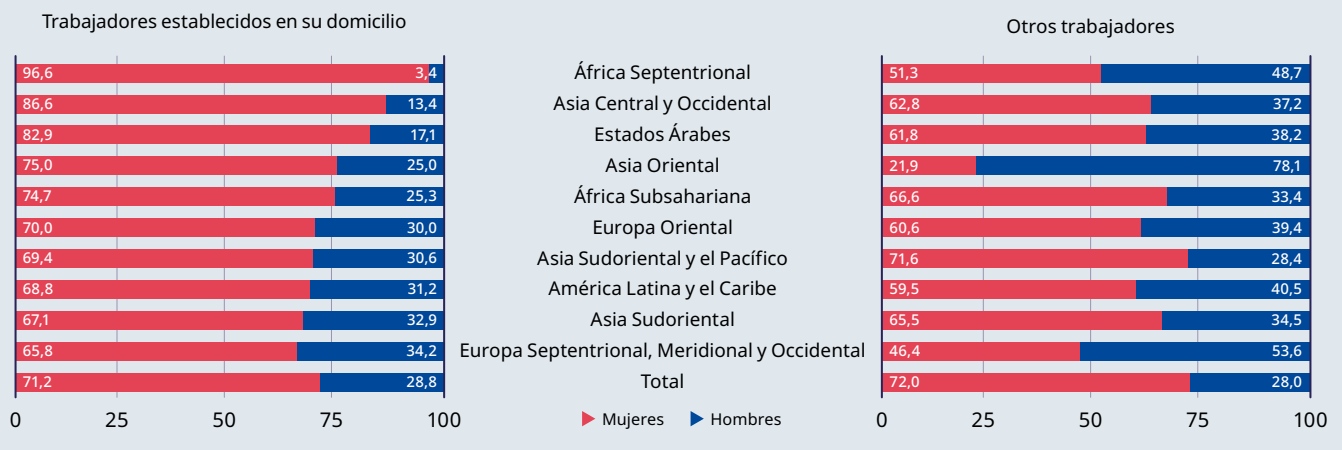 Trabajadores establecidos en su domicilio
Otros trabajadores
96,6 3,4 África Septentrional 51,3 48,7
86,6 13,4 Asia Central y Occidental 62,8 37,2
82,9 17,1 Estados Árabes 61,8 38,2
75,0 25,0 Asia Oriental 21,9 78,1
74,7 25,3 África Subsahariana 66,6 33,4
70,0 30,0 Europa Oriental 60,6 39,4
69,4 30,6 Asia Sudoriental y el Pacífico 71,6 28,4
68,8 31,2 América Latina y el Caribe 59,5 40,5
67,1 32,9 Asia Sudoriental 65,5 34,5
65,8 34,2 Europa Septentrional, Meridional y Occidental 46,4 53,6
71,2 28,8 Total 72,0 28,0
0 25 50 75 100 Mujeres Hombres 0 25 50 75 100